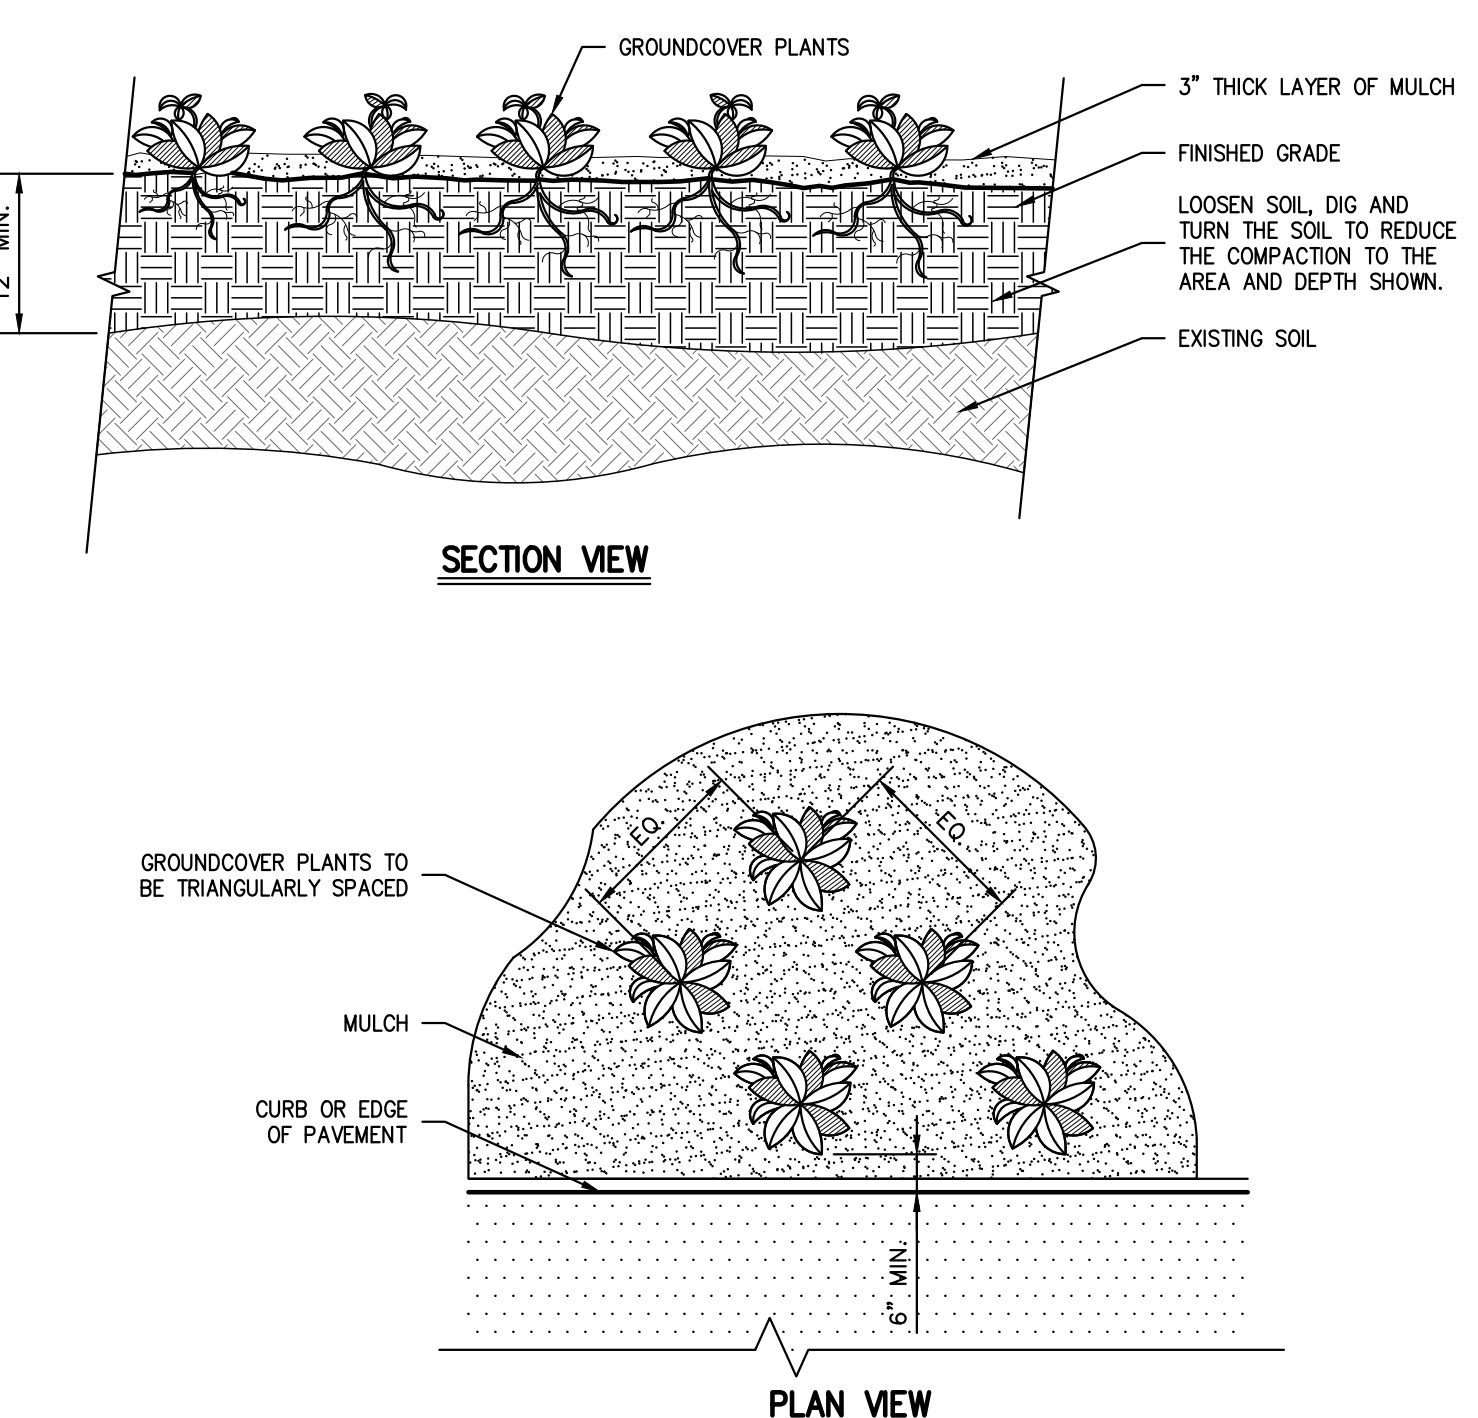 GROUNDCOVER PLANTS
3" THICK LAYER OF MULCH
FINISHED GRADE
LOOSEN SOIL, DIG AND
TURN THE SOIL TO REDUCE
THE COMPACTION TO THE
AREA AND DEPTH SHOWN.
EXISTING SOIL
12" MIN.
SECTION VIEW
EQ.
EQ.
GROUNDCOVER PLANTS TO
BE TRIANGULARLY SPACED
MULCH
CURB OR EDGE
OF PAVEMENT
6" MIN.
PLAN VIEW